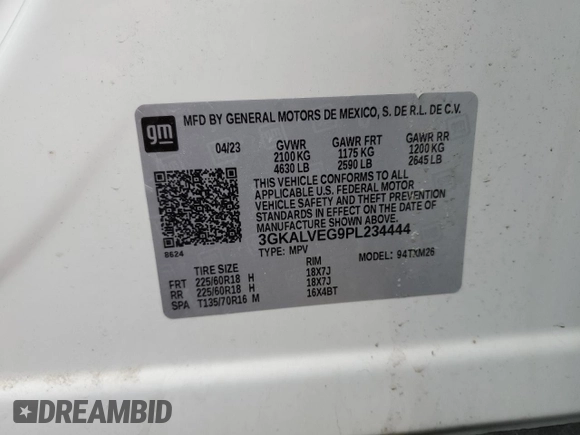 gm
MFD BY GENERAL MOTORS DE MEXICO, S. DE R.L. DE C.V.
04/23 GVWR GAWR FRT GAWR RR
2100 KG 1175 KG 1200 KG
4630 LB 2590 LB 2645 LB
THIS VEHICLE CONFORMS TO ALL
APPLICABLE U.S. FEDERAL MOTOR
VEHICLE SAFETY AND THEFT PREVENTION
STANDARDS IN EFFECT ON THE DATE OF
MANUFACTURE SHOWN ABOVE.
3GKALVEG9PL234444
TYPE: MPV MODEL: 94TXM26
8624
TIRE SIZE RIM
FRT 225/60R18 H 18X7J
RR 225/60R18 H 18X7J
SPA T135/70R16 M 16X4BT
DREAMBID